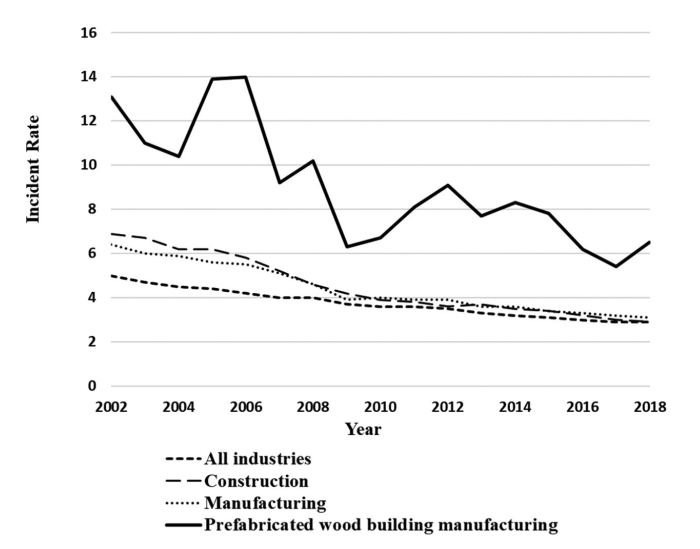 16
14
12
10
8
6
4
2
0
Incident Rate
2002 2004 2006 2008 2010 2012 2014 2016 2018
Year
All industries
Construction
Manufacturing
Prefabricated wood building manufacturing